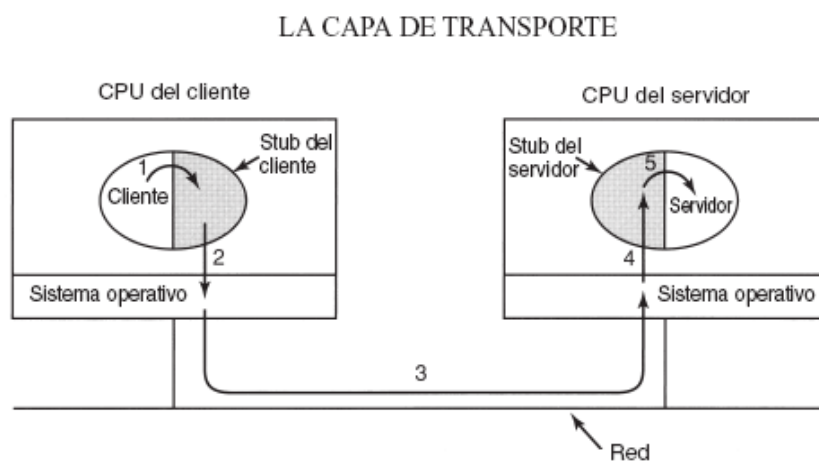 LA CAPA DE TRANSPORTE
CPU del cliente
CPU del servidor
Stub del
cliente
Stub del
servidor
1
Cliente
5
Servidor
2
4
Sistema operativo
Sistema operativo
3
Red